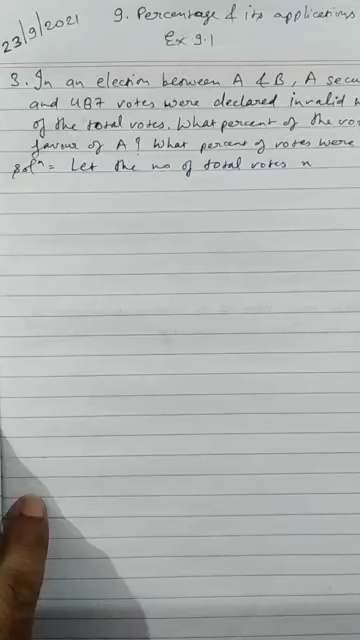 23/9/2021
9. Percentage & its applications
Ex 9.1
3. In an election between A & B, A secu
and 487 votes were declared invalid w
of the total votes. What percent of the vo
favour of A? What percent of votes were
solⁿ = Let the no of total votes n